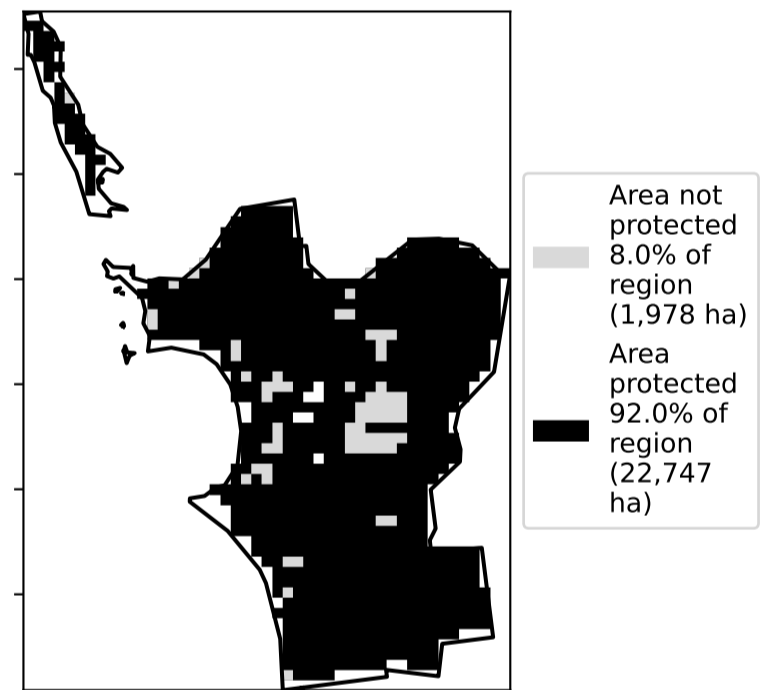 Area not
protected
8.0% of
region
(1,978 ha)
Area
protected
92.0% of
region
(22,747
ha)